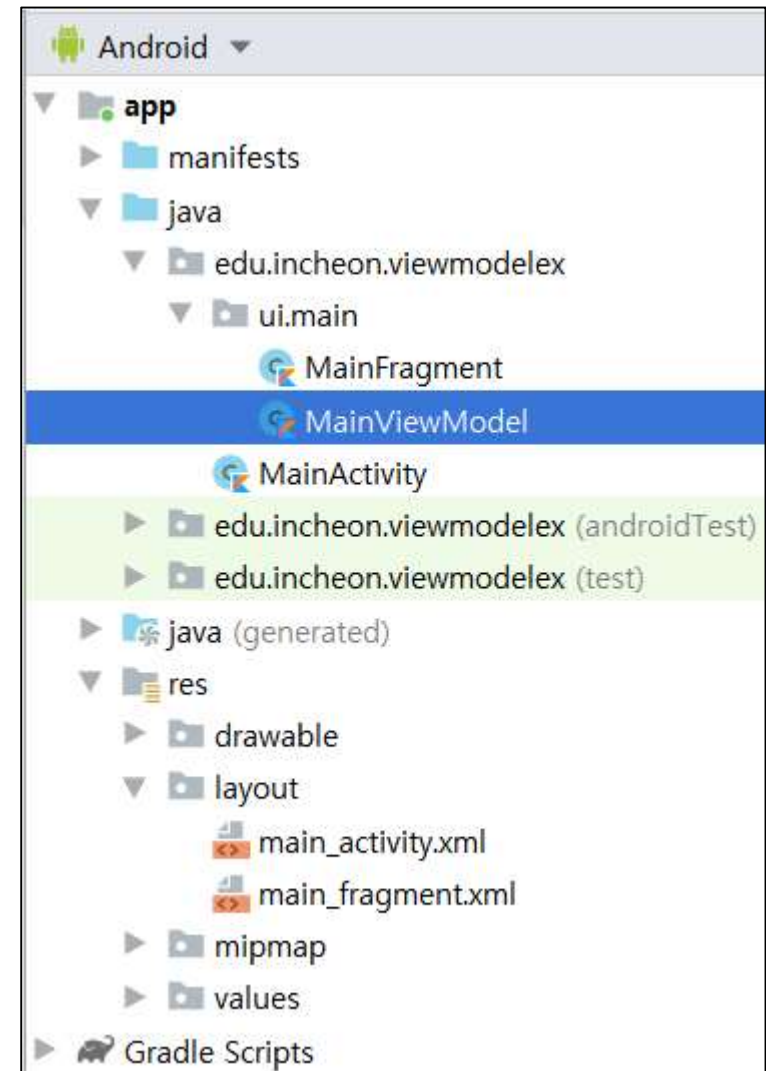 Android
app
manifests
java
edu.incheon.viewmodelex
ui.main
MainFragment
MainViewModel
MainActivity
edu.incheon.viewmodelex (androidTest)
edu.incheon.viewmodelex (test)
java (generated)
res
drawable
layout
main_activity.xml
main_fragment.xml
mipmap
values
Gradle Scripts